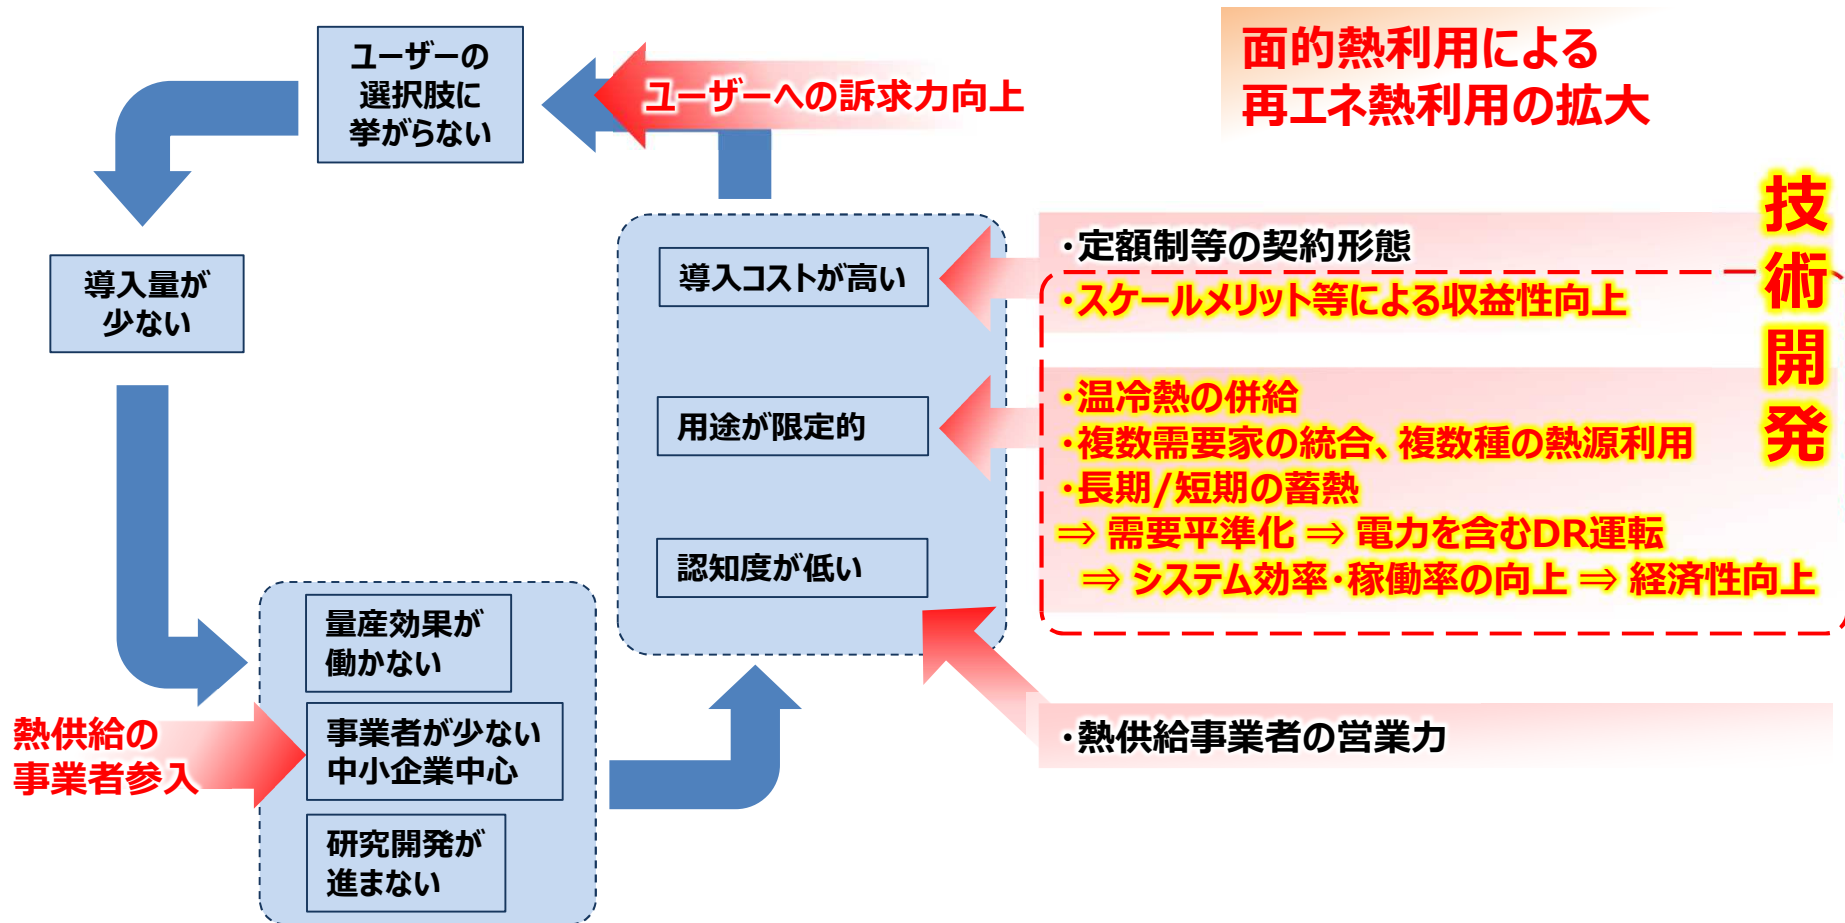 面的熱利用による
再エネ熱利用の拡大
ユーザーの
選択肢に
挙がらない
ユーザーへの訴求力向上
導入量が
少ない
導入コストが高い
用途が限定的
認知度が低い
技術開発
・定額制等の契約形態
・スケールメリット等による収益性向上
・温冷熱の併給
・複数需要家の統合、複数種の熱源利用
・長期/短期の蓄熱
⇒ 需要平準化 ⇒ 電力を含むDR運転
⇒ システム効率・稼働率の向上 ⇒ 経済性向上
・熱供給事業者の営業力
量産効果が
働かない
事業者が少ない
中小企業中心
研究開発が
進まない
熱供給の
事業者参入